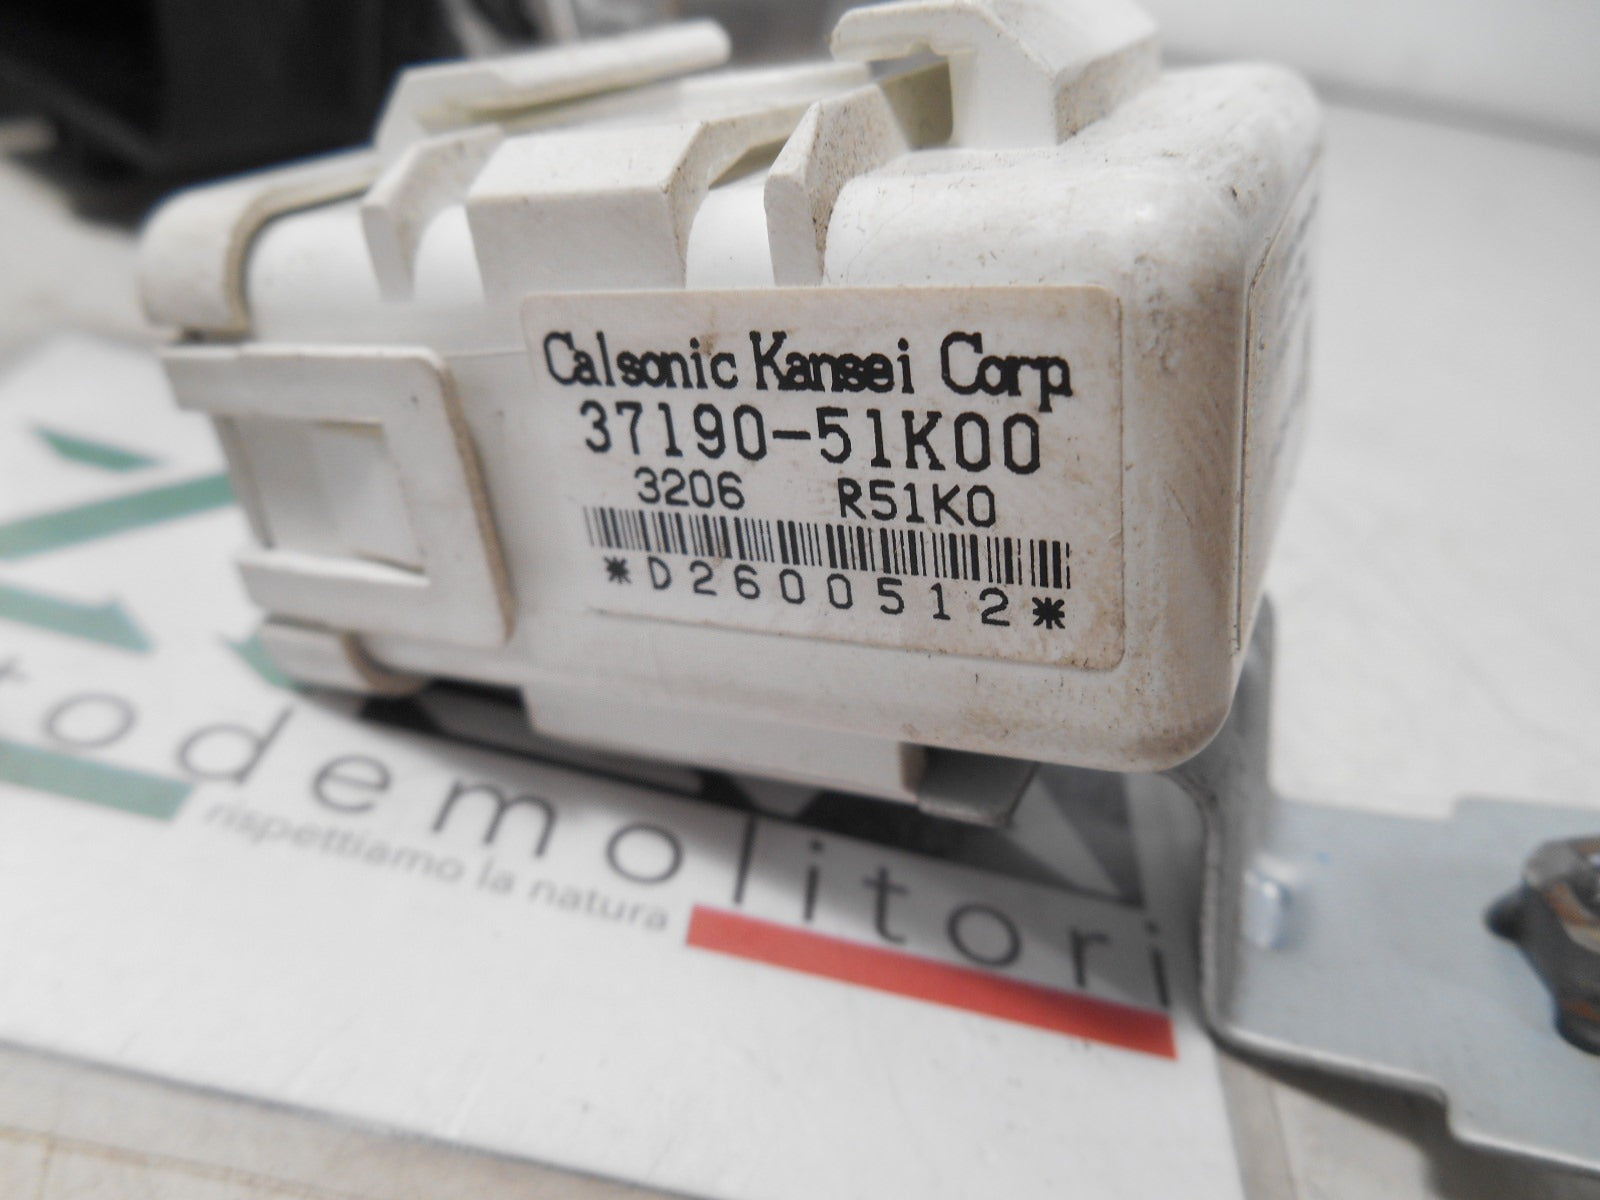 Calsonic Kansei Corp
37190-51K00
3206 R51K0
*D2600512*
todemolitori
rispettiamo la natura